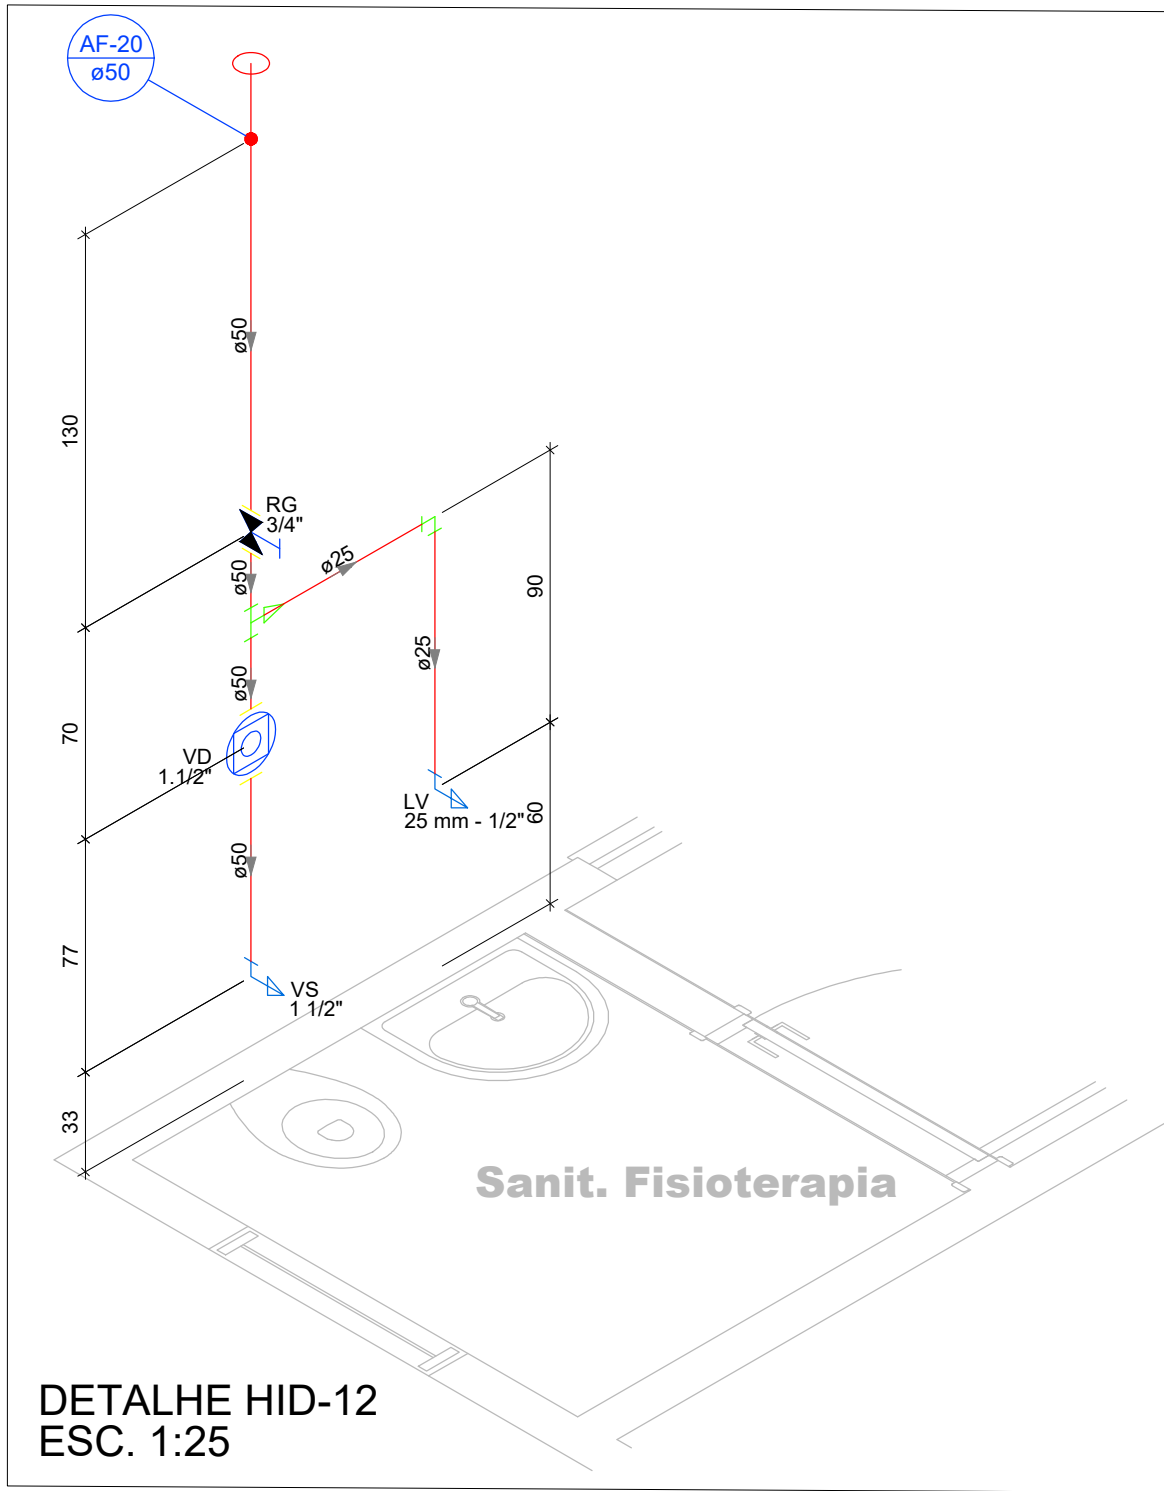 AF-20
ø50
ø50
130
RG
3/4"
ø50
ø25
90
ø25
ø50
70
VD
1.1/2"
LV
25 mm - 1/2"
60
ø50
77
VS
1 1/2"
33
Sanit. Fisioterapia
DETALHE HID-12
ESC. 1:25